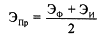 Э_Пр = (Э_Ф + Э_И) / 2